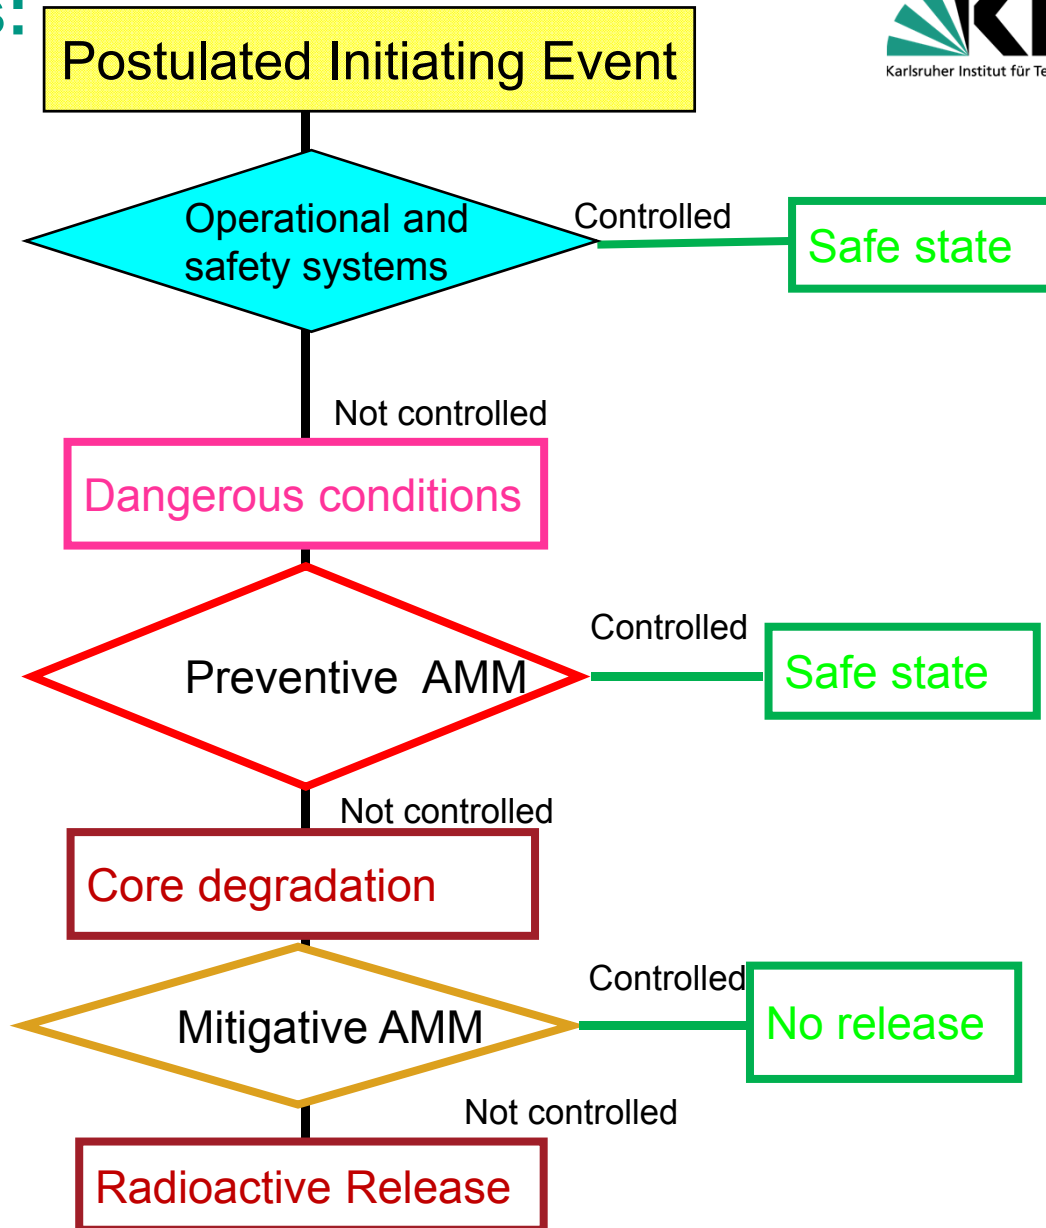 Postulated Initiating Event
Karlsruher Institut für
Operational and
safety systems
Controlled
Safe state
Not controlled
Dangerous conditions
Preventive AMM
Controlled
Safe state
Not controlled
Core degradation
Mitigative AMM
Controlled
No release
Not controlled
Radioactive Release